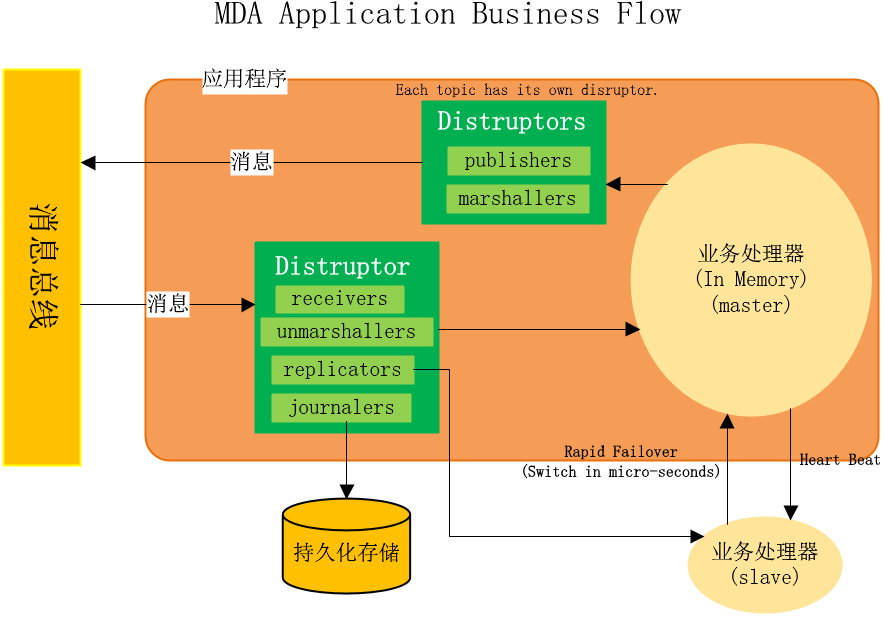 MDA Application Business Flow
应用程序
Each topic has its own disruptor.
Distruptors
publishers
marshallers
消息
消息总线
消息
Distruptor
receivers
unmarshallers
replicators
journalers
业务处理器
(In Memory)
(master)
Rapid Failover
(Switch in micro-seconds)
Heart Beat
持久化存储
业务处理器
(slave)